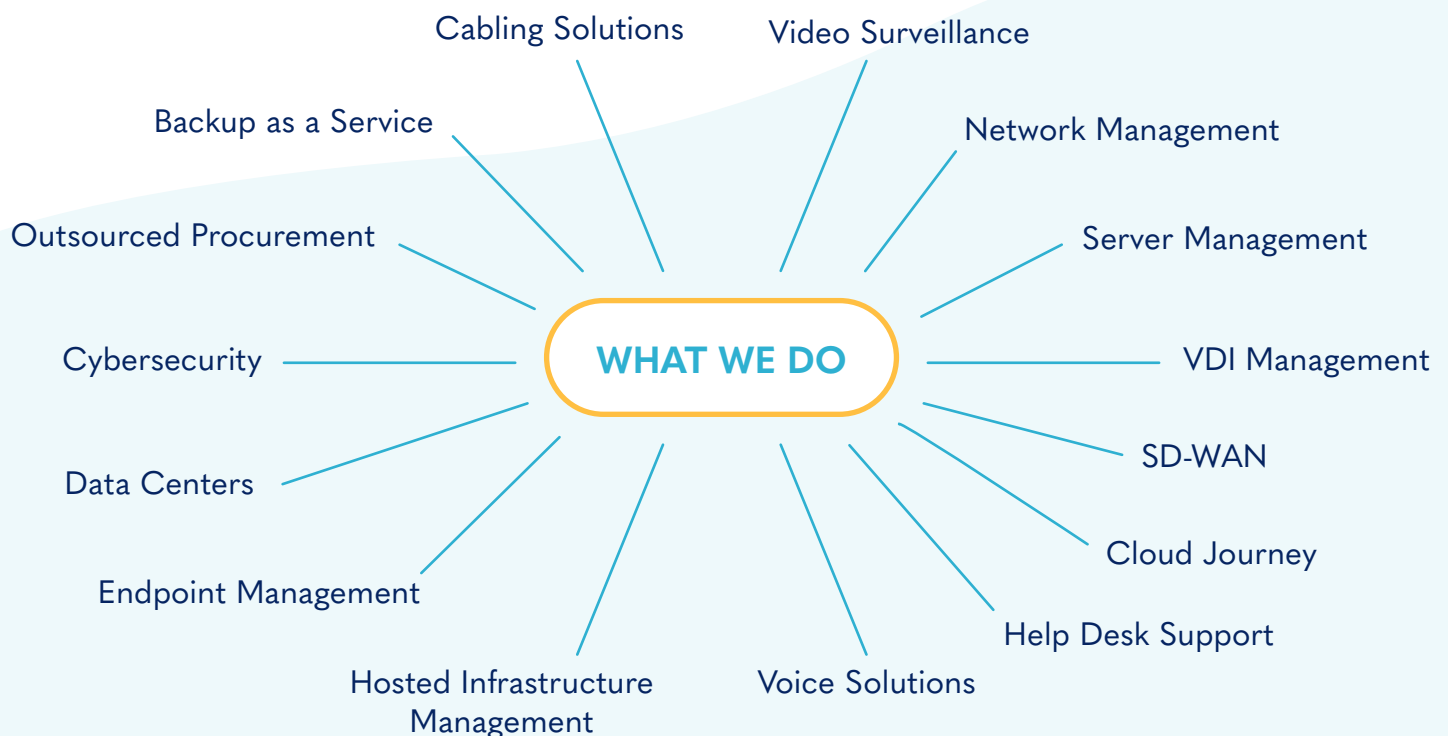 Cabling Solutions
Video Surveillance
Backup as a Service
Network Management
Outsourced Procurement
Server Management
Cybersecurity
WHAT WE DO
VDI Management
SD-WAN
Data Centers
Cloud Journey
Endpoint Management
Help Desk Support
Hosted Infrastructure
Management
Voice Solutions